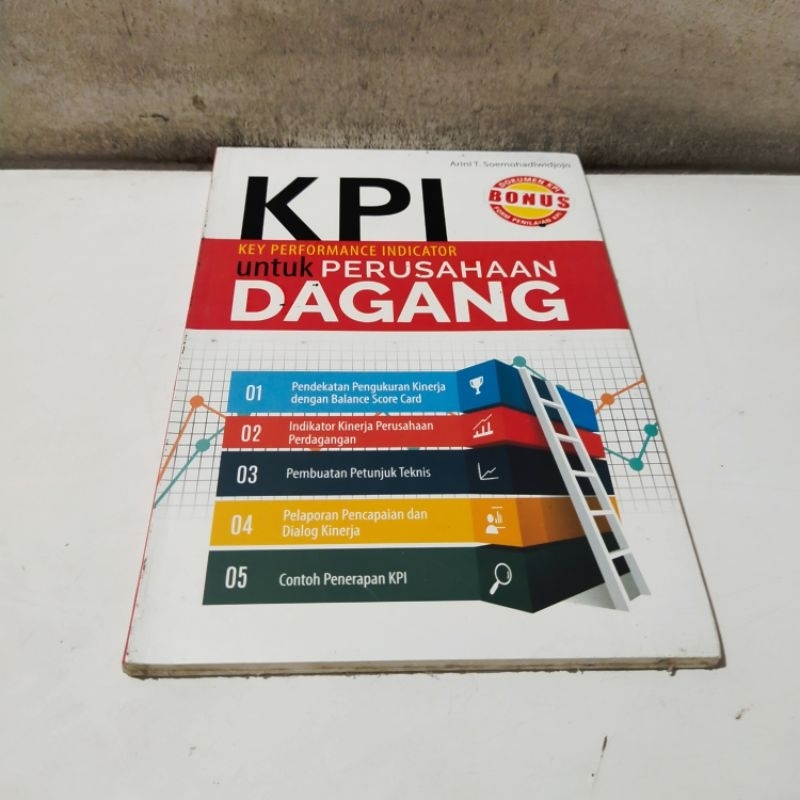 Arini T. Soemohadiwidjojo
KPI
DOKUMEN KPI
BONUS
FORM PENILAIAN KPI
KEY PERFORMANCE INDICATOR
untuk PERUSAHAAN
DAGANG
01 Pendekatan Pengukuran Kinerja
dengan Balance Score Card
02 Indikator Kinerja Perusahaan
Perdagangan
03 Pembuatan Petunjuk Teknis
04 Pelaporan Pencapaian dan
Dialog Kinerja
05 Contoh Penerapan KPI